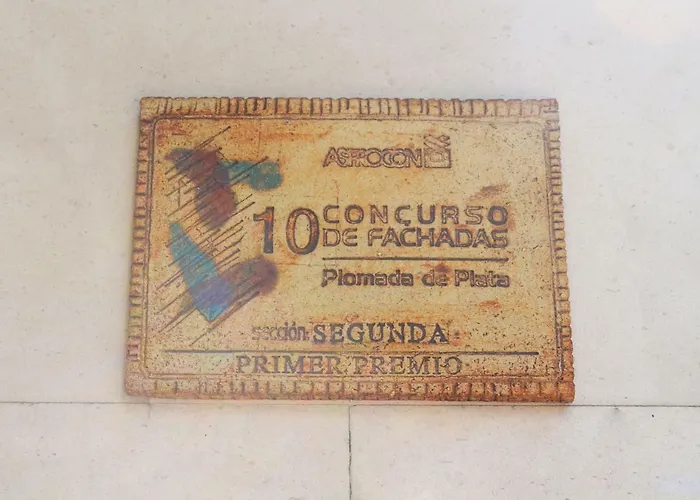 ASPROCON
10 CONCURSO
DE FACHADAS
Plomada de Plata
sección: SEGUNDA
PRIMER PREMIO